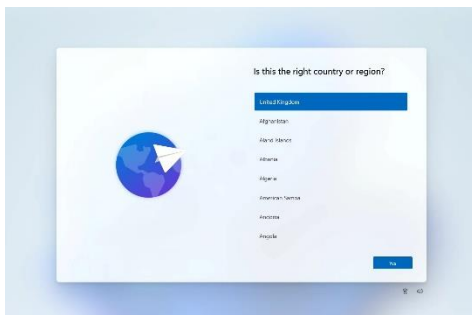 Is this the right country or region?
United Kingdom
Afghanistan
Åland Islands
Albania
Algeria
American Samoa
Andorra
Angola
Yes